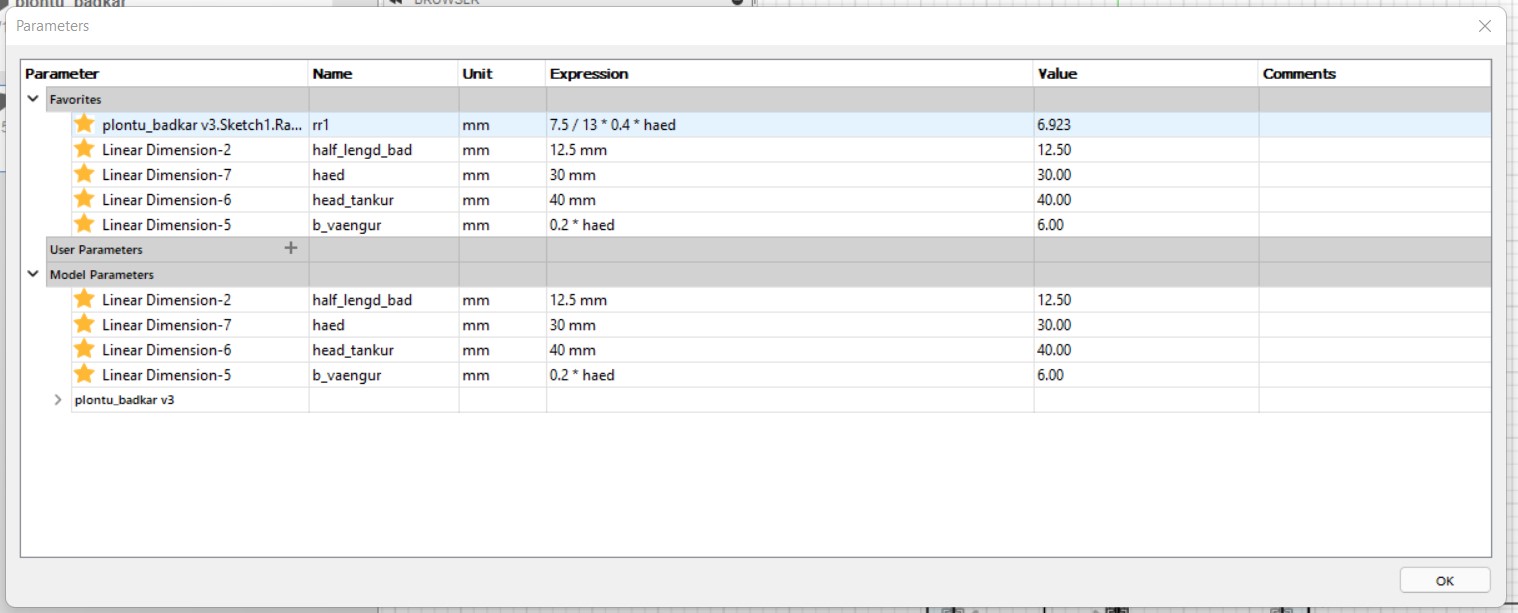 plontu_badkar
BROWSER
Parameters
Parameter Name Unit Expression Value Comments
Favorites
plontu_badkar v3.Sketch1.Ra... rr1 mm 7.5 / 13 * 0.4 * haed 6.923
Linear Dimension-2 half_lengd_bad mm 12.5 mm 12.50
Linear Dimension-7 haed mm 30 mm 30.00
Linear Dimension-6 head_tankur mm 40 mm 40.00
Linear Dimension-5 b_vaengur mm 0.2 * haed 6.00
User Parameters +
Model Parameters
Linear Dimension-2 half_lengd_bad mm 12.5 mm 12.50
Linear Dimension-7 haed mm 30 mm 30.00
Linear Dimension-6 head_tankur mm 40 mm 40.00
Linear Dimension-5 b_vaengur mm 0.2 * haed 6.00
plontu_badkar v3
OK